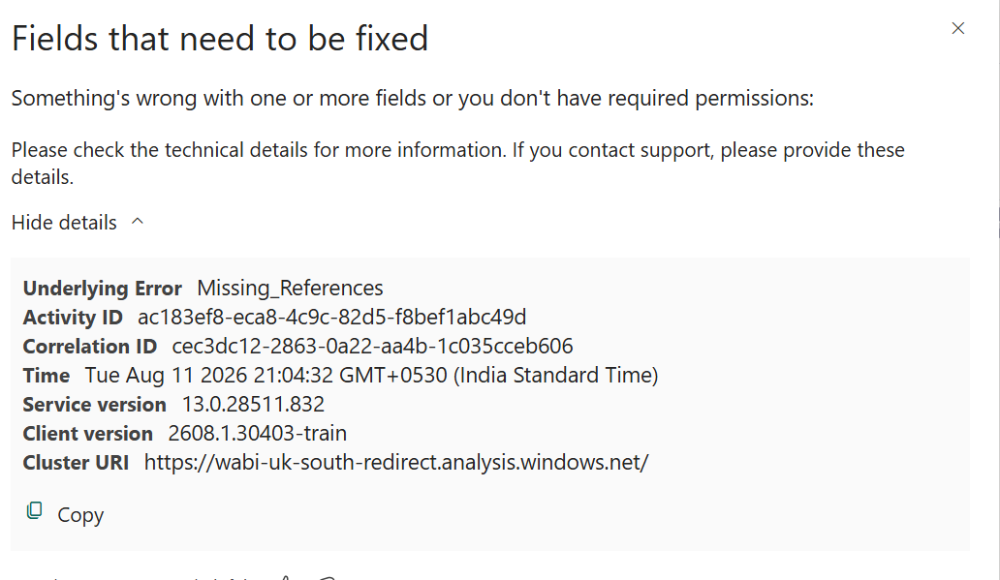 Fields that need to be fixed
Something's wrong with one or more fields or you don't have required permissions:
Please check the technical details for more information. If you contact support, please provide these
details.
Hide details
Underlying Error Missing_References
Activity ID ac183ef8-eca8-4c9c-82d5-f8bef1abc49d
Correlation ID cec3dc12-2863-0a22-aa4b-1c035cceb606
Time Tue Aug 11 2026 21:04:32 GMT+0530 (India Standard Time)
Service version 13.0.28511.832
Client version 2608.1.30403-train
Cluster URI https://wabi-uk-south-redirect.analysis.windows.net/
Copy